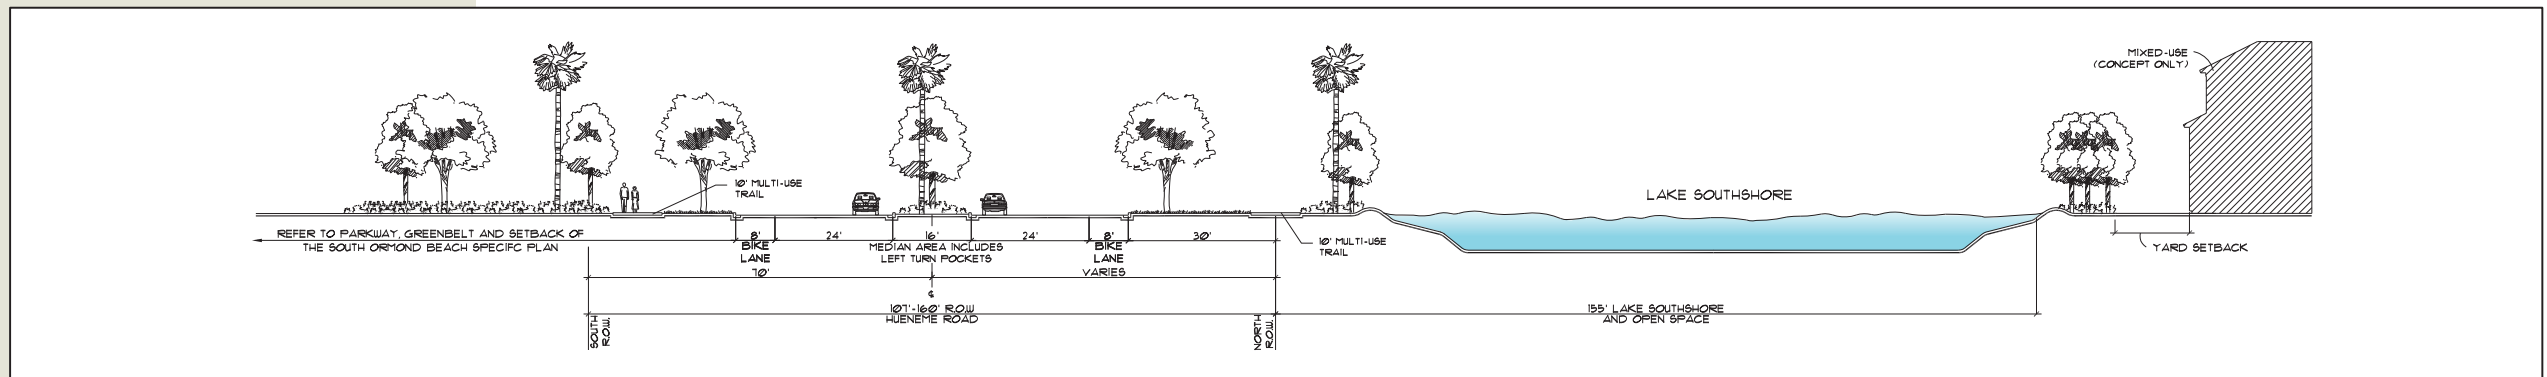 MIXED-USE
(CONCEPT ONLY)
10' MULTI-USE
TRAIL
LAKE SOUTHSHORE
REFER TO PARKWAY, GREENBELT AND SETBACK OF
THE SOUTH ORMOND BEACH SPECIFC PLAN
8'
BIKE
LANE
24'
16'
MEDIAN AREA INCLUDES
LEFT TURN POCKETS
24'
8'
BIKE
LANE
30'
10' MULTI-USE
TRAIL
YARD SETBACK
70'
VARIES
℄
107'-160' R.O.W
HUENEME ROAD
155' LAKE SOUTHSHORE
AND OPEN SPACE
SOUTH
R.O.W.
NORTH
R.O.W.